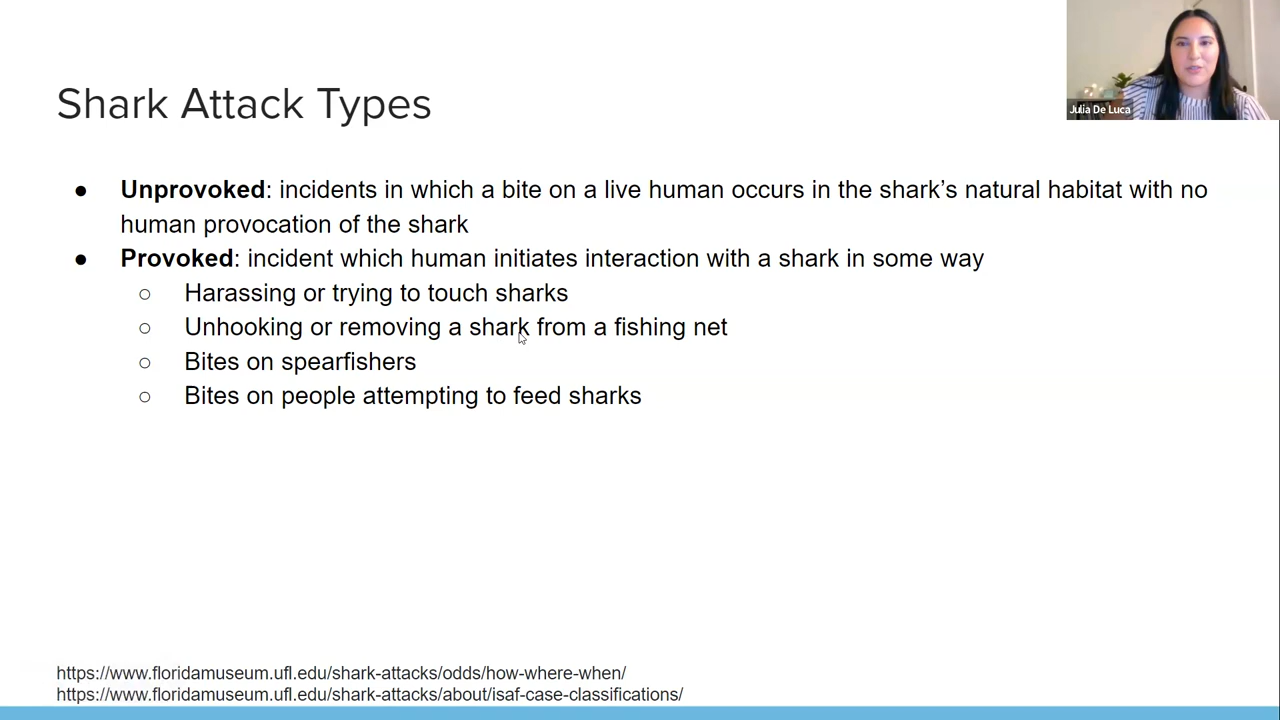 Shark Attack Types
Julia De Luca
● Unprovoked: incidents in which a bite on a live human occurs in the shark’s natural habitat with no
human provocation of the shark
● Provoked: incident which human initiates interaction with a shark in some way
○ Harassing or trying to touch sharks
○ Unhooking or removing a shark from a fishing net
○ Bites on spearfishers
○ Bites on people attempting to feed sharks
https://www.floridamuseum.ufl.edu/shark-attacks/odds/how-where-when/
https://www.floridamuseum.ufl.edu/shark-attacks/about/isaf-case-classifications/